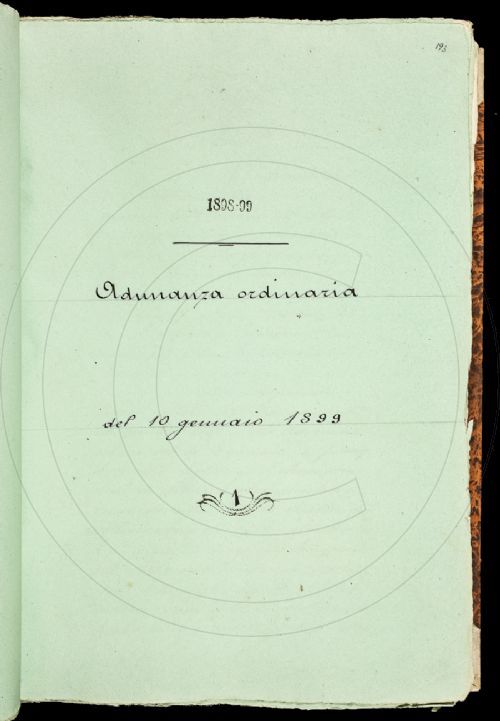 193
1898-99
Adunanza ordinaria
del 10 gennaio 1899
1